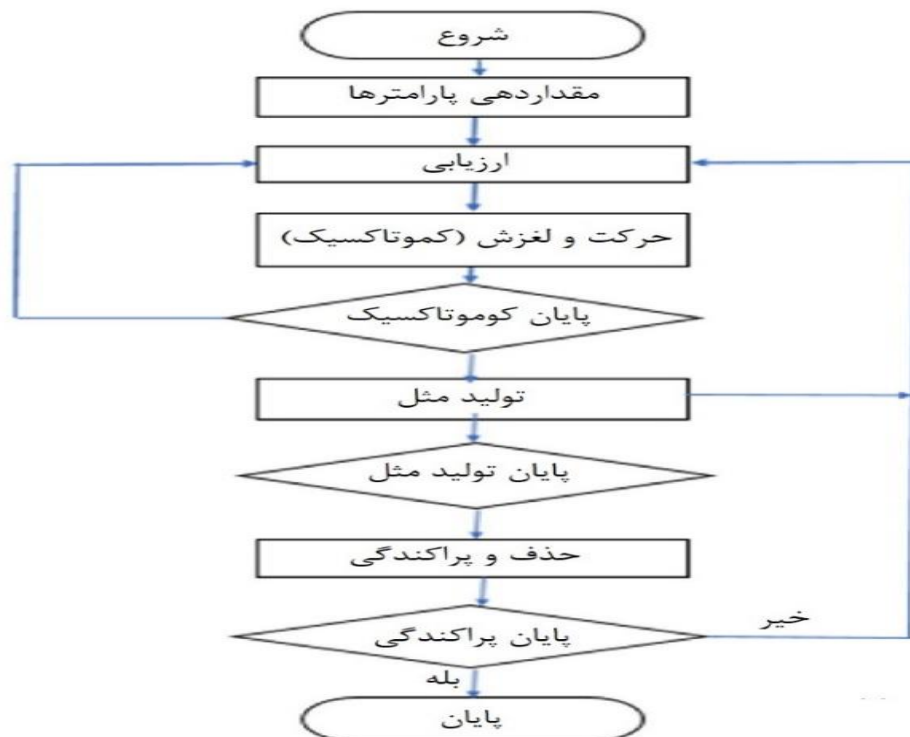 شروع
مقداردهی پارامترها
ارزیابی
حرکت و لغزش (کموتاکسیک)
پایان کوموتاکسیک
تولید مثل
پایان تولید مثل
حذف و پراکندگی
پایان پراکندگی
خیر
بله
پایان